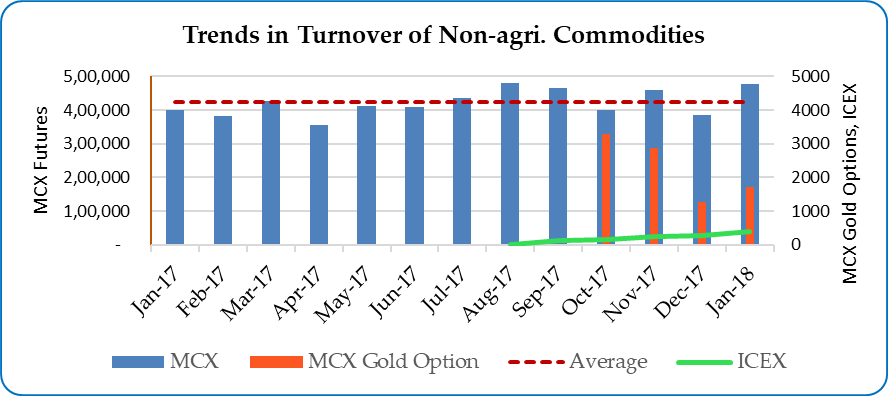 Trends in Turnover of Non-agri. Commodities
MCX Futures
5,00,000
4,00,000
3,00,000
2,00,000
1,00,000
-
5000
4000
3000
2000
1000
0
MCX Gold Options, ICEX
Jan-17
Feb-17
Mar-17
Apr-17
May-17
Jun-17
Jul-17
Aug-17
Sep-17
Oct-17
Nov-17
Dec-17
Jan-18
MCX MCX Gold Option Average ICEX